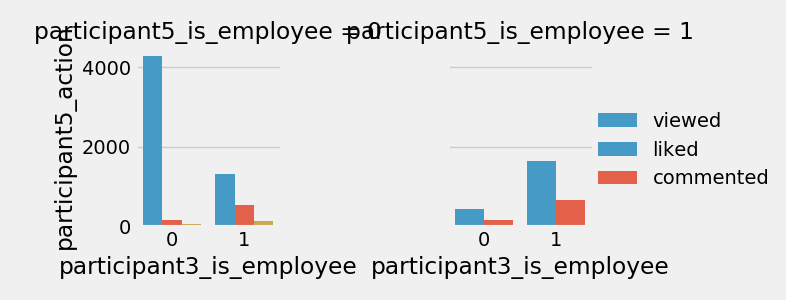 participant5_is_employee = 0
participant5_is_employee = 1
participant5_action
4000
2000
0
0
1
0
1
participant3_is_employee
participant3_is_employee
viewed
liked
commented